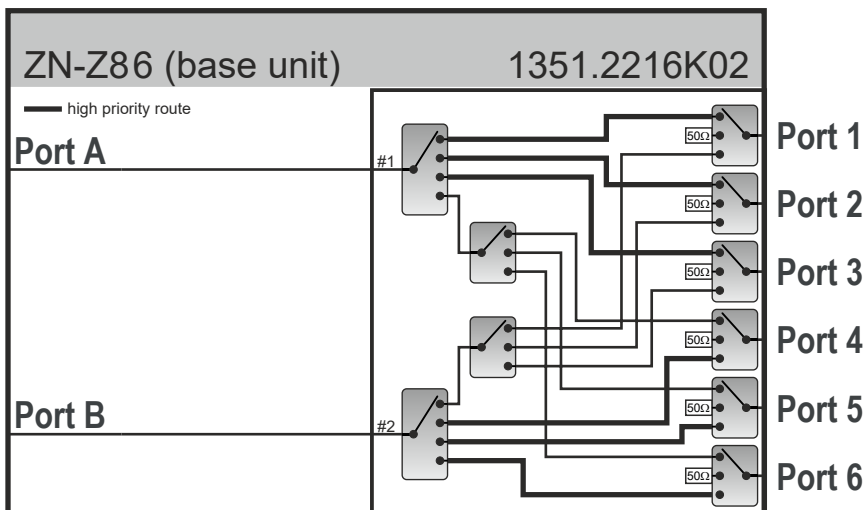 ZN-Z86 (base unit) 1351.2216K02
high priority route
Port A
#1
50Ω
Port 1
50Ω
Port 2
50Ω
Port 3
50Ω
Port 4
Port B
#2
50Ω
Port 5
50Ω
Port 6